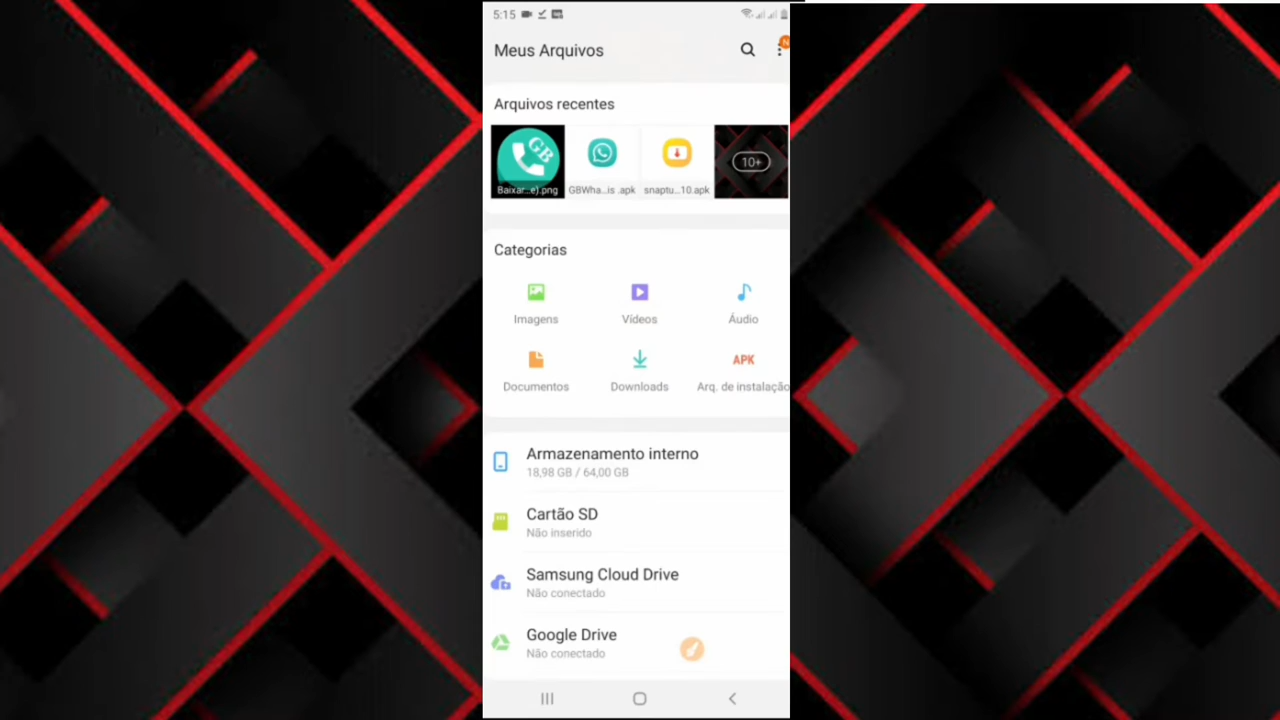 5:15
Meus Arquivos
N
Arquivos recentes
GB
Baixar...e).png
GBWha...is .apk
snaptu...10.apk
10+
Categorias
Imagens
Vídeos
Áudio
APK
Documentos
Downloads
Arq. de instalação
Armazenamento interno
18,98 GB / 64,00 GB
Cartão SD
Não inserido
Samsung Cloud Drive
Não conectado
Google Drive
Não conectado